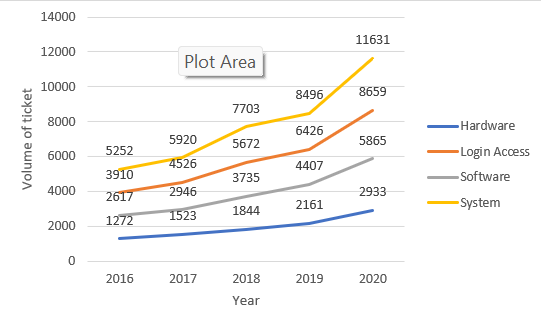 14000
12000
10000
8000
6000
4000
2000
0
Volume of ticket
Plot Area
5252 5920 7703 8496 11631
3910 4526 5672 6426 8659
2617 2946 3735 4407 5865
1272 1523 1844 2161 2933
2016 2017 2018 2019 2020
Year
Hardware
Login Access
Software
System